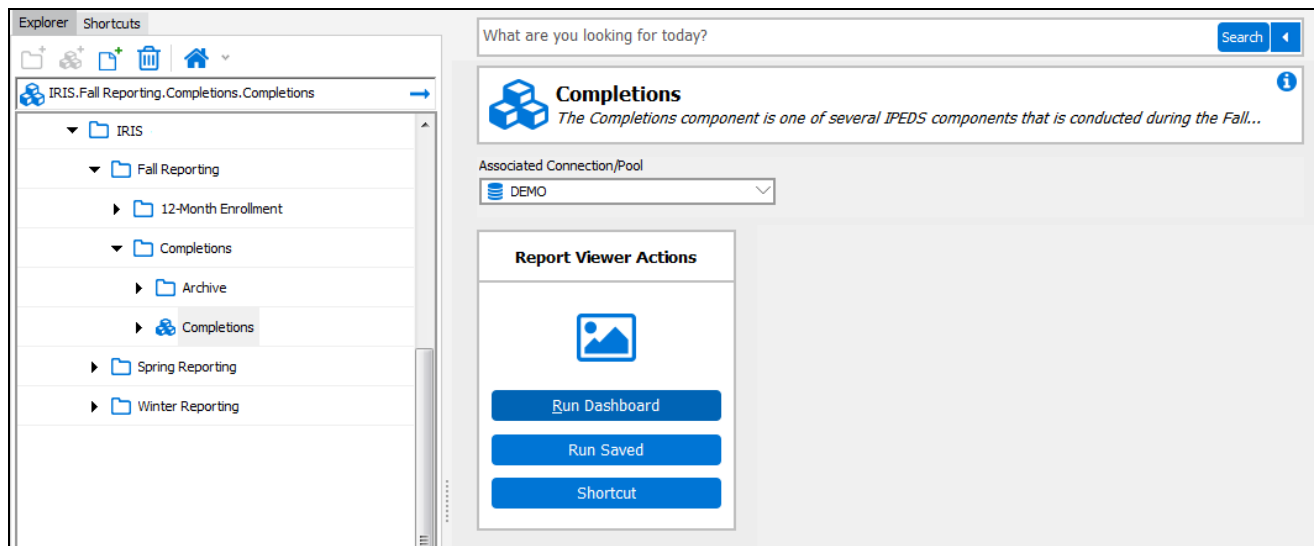 Explorer Shortcuts
IRIS.Fall Reporting.Completions.Completions
IRIS
Fall Reporting
12-Month Enrollment
Completions
Archive
Completions
Spring Reporting
Winter Reporting
What are you looking for today?
Search
Completions
The Completions component is one of several IPEDS components that is conducted during the Fall...
Associated Connection/Pool
DEMO
Report Viewer Actions
Run Dashboard
Run Saved
Shortcut